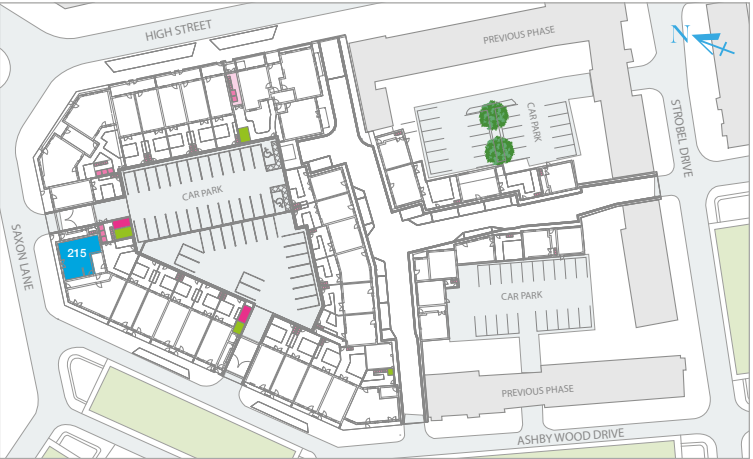 HIGH STREET
PREVIOUS PHASE
N
CAR PARK
STROBEL DRIVE
CAR PARK
SAXON LANE
215
CAR PARK
PREVIOUS PHASE
ASHBY WOOD DRIVE